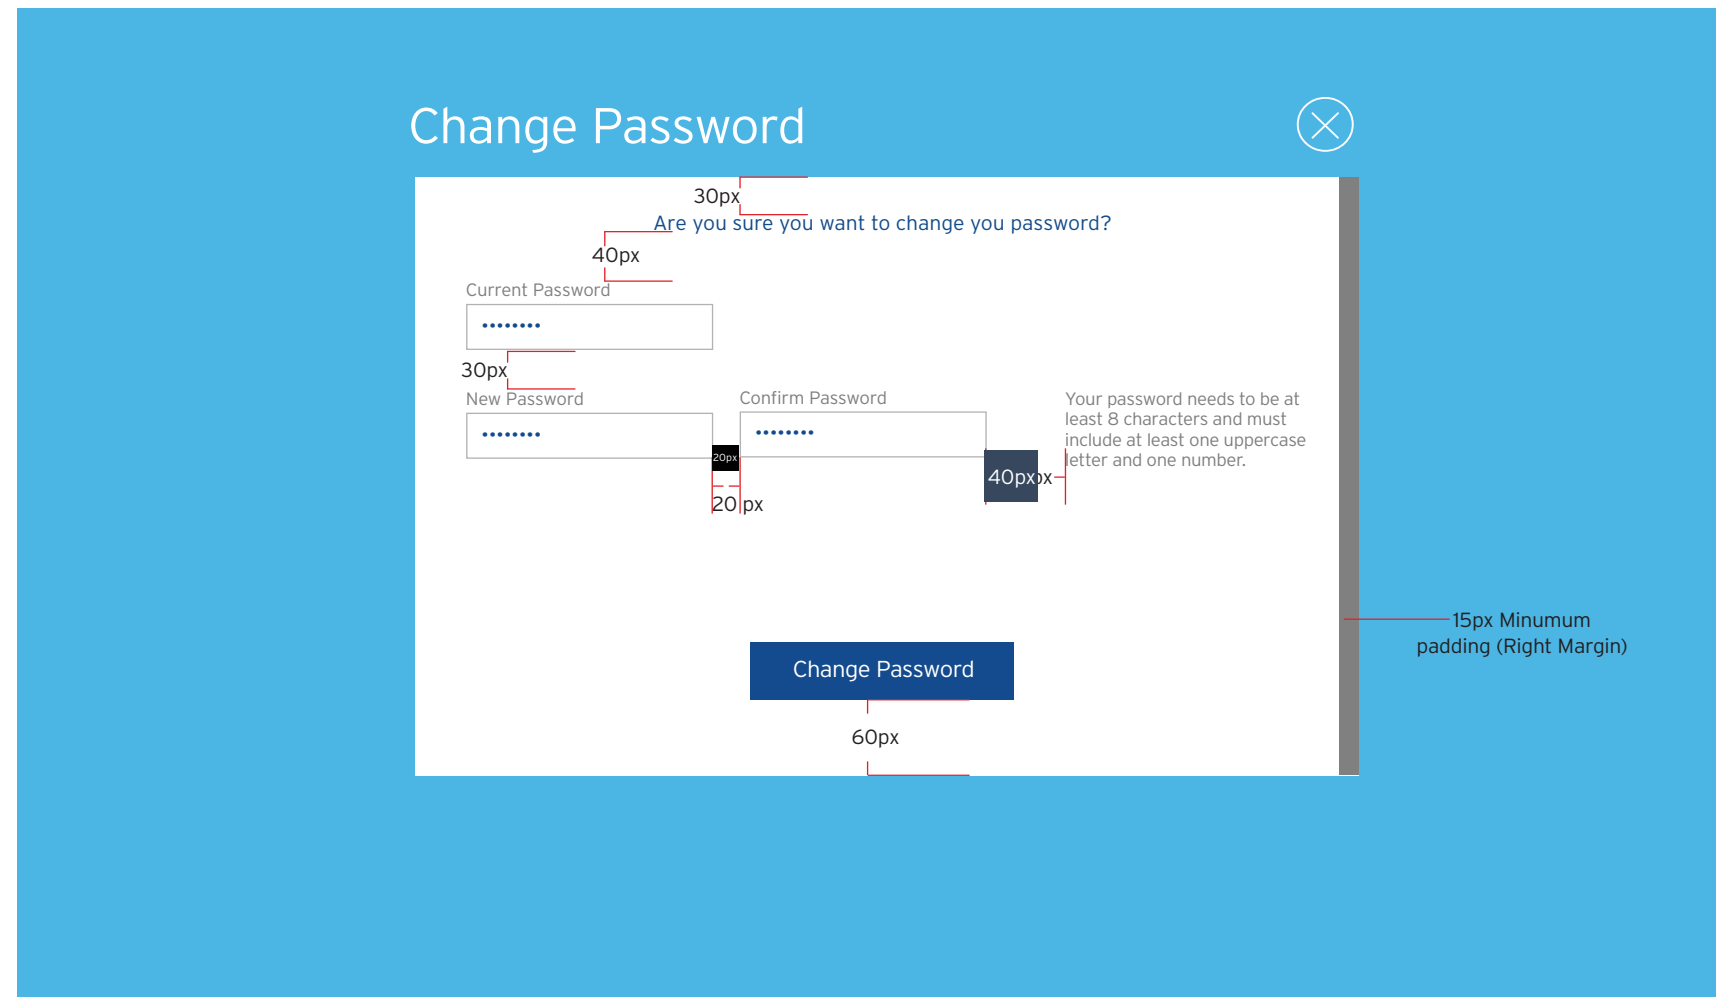 Change Password
30px
Are you sure you want to change you password?
40px
Current Password
••••••••
30px
New Password
Confirm Password
••••••••
••••••••
Your password needs to be at
least 8 characters and must
include at least one uppercase
letter and one number.
20px
40px
px
20 px
15px Minumum
padding (Right Margin)
Change Password
60px